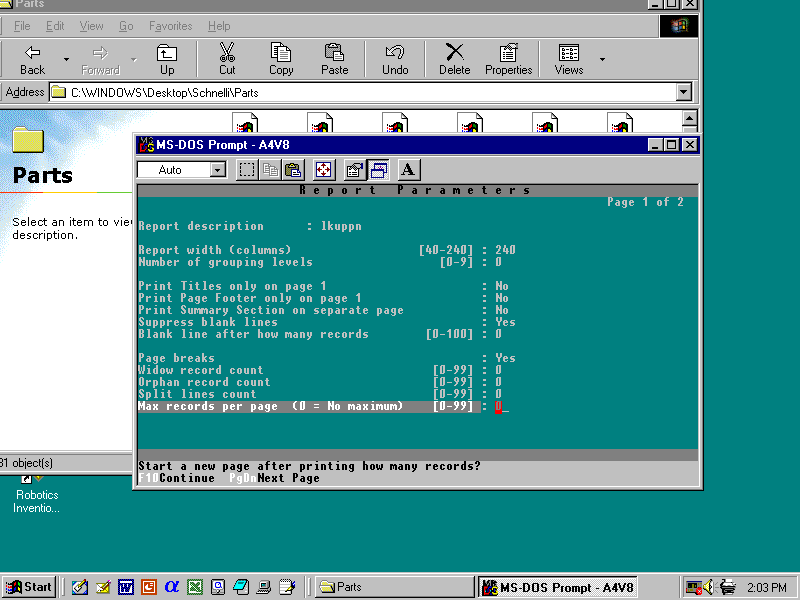 Parts
File Edit View Go Favorites Help
Back Forward Up Cut Copy Paste Undo Delete Properties Views
Address C:\WINDOWS\Desktop\Schnelli\Parts
MS-DOS Prompt - A4V8
Auto A
Report Parameters
Page 1 of 2
Parts
Select an item to vie
description.
Report description : lkuppn
Report width (columns) [40-240] : 240
Number of grouping levels [0-9] : 0
Print Titles only on page 1 : No
Print Page Footer only on page 1 : No
Print Summary Section on separate page : No
Suppress blank lines : Yes
Blank line after how many records [0-100] : 0
Page breaks : Yes
Widow record count [0-99] : 0
Orphan record count [0-99] : 0
Split lines count [0-99] : 0
Max records per page (0 = No maximum) [0-99] : 0_
Start a new page after printing how many records?
F10Continue PgDnNext Page
31 object(s)
Robotics
Inventio...
Start Parts MS-DOS Prompt - A4V8 2:03 PM